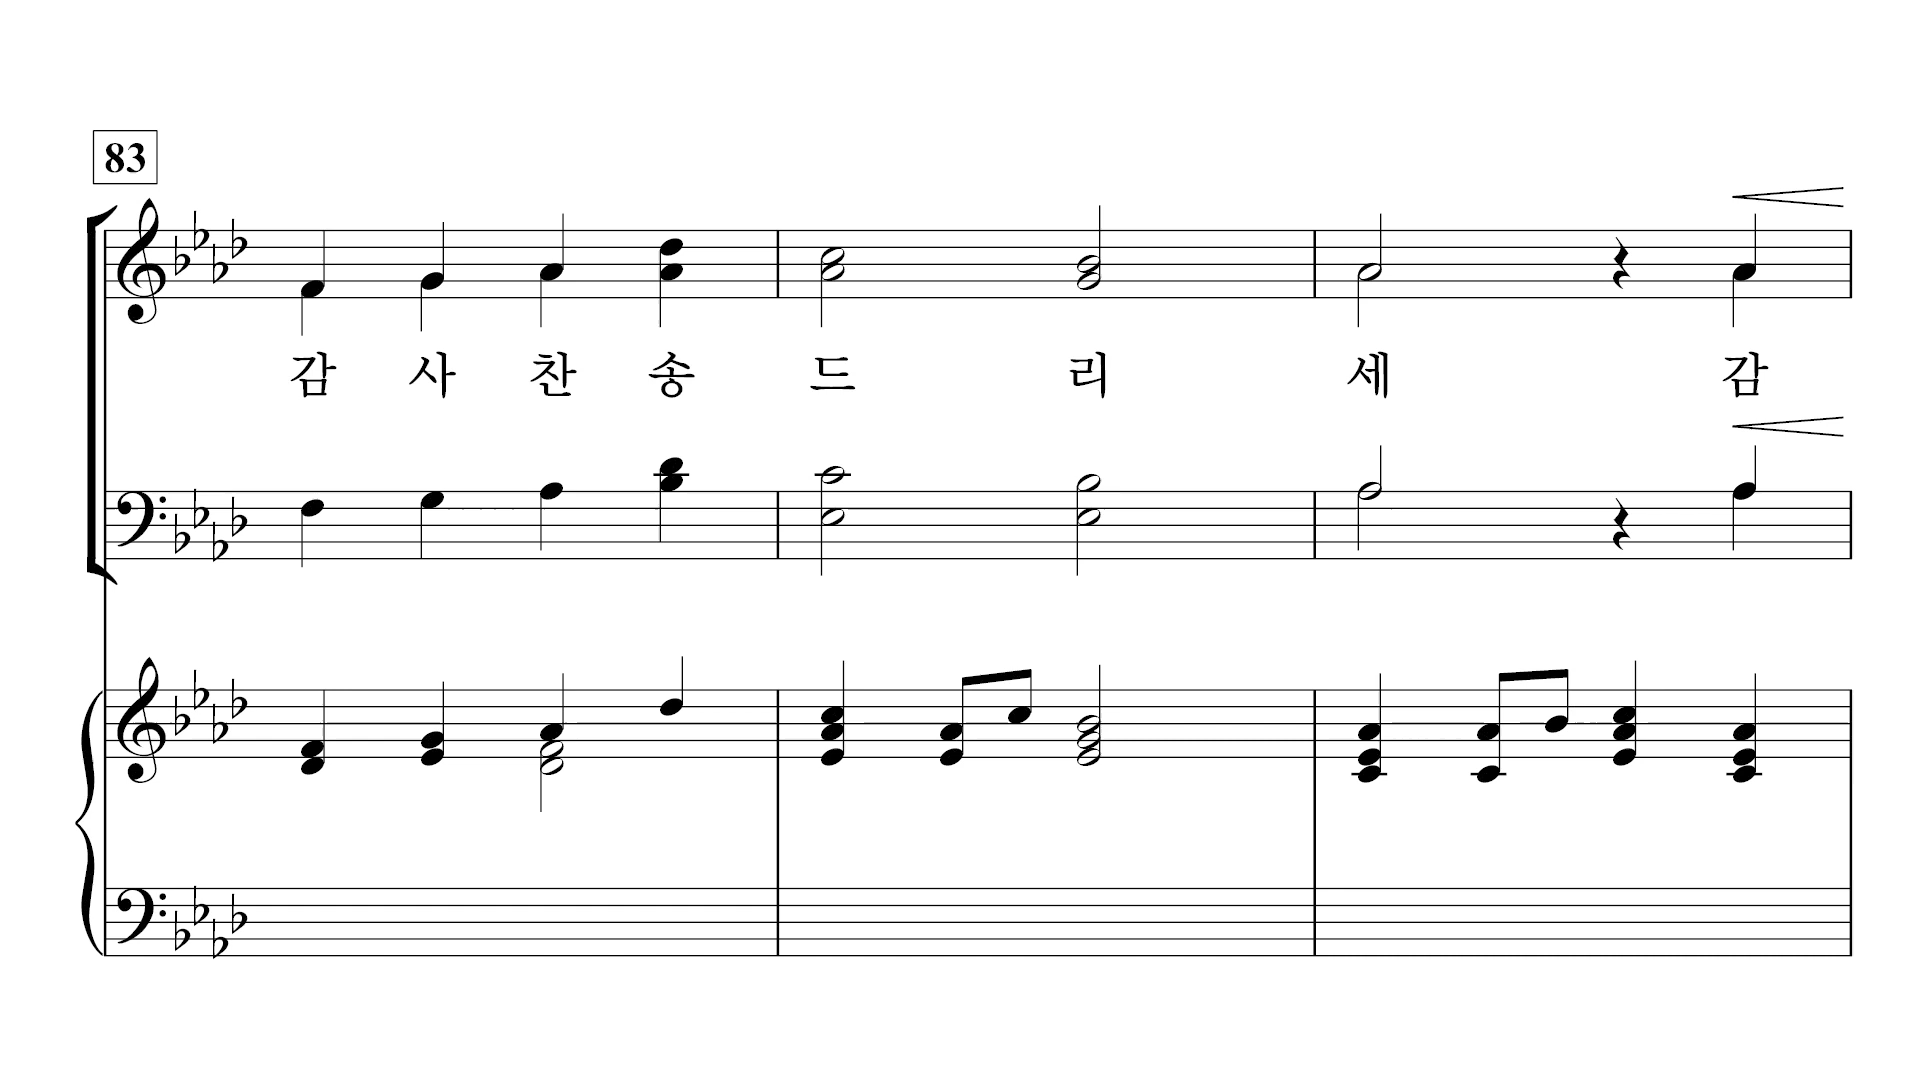 83
감 사 찬 송 드 리 세 감